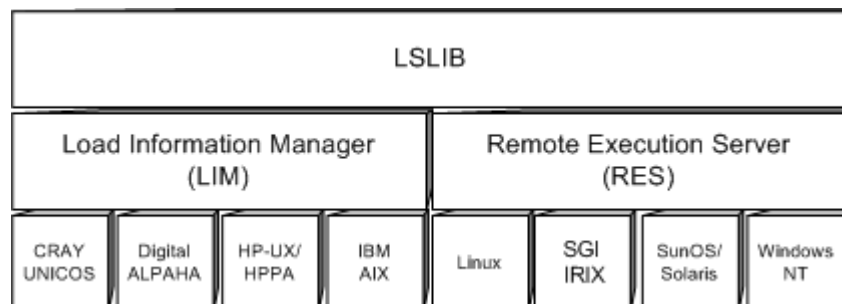 LSLIB
Load Information Manager
(LIM)
Remote Execution Server
(RES)
CRAY
UNICOS
Digital
ALPAHA
HP-UX/
HPPA
IBM
AIX
Linux
SGI
IRIX
SunOS/
Solaris
Windows
NT